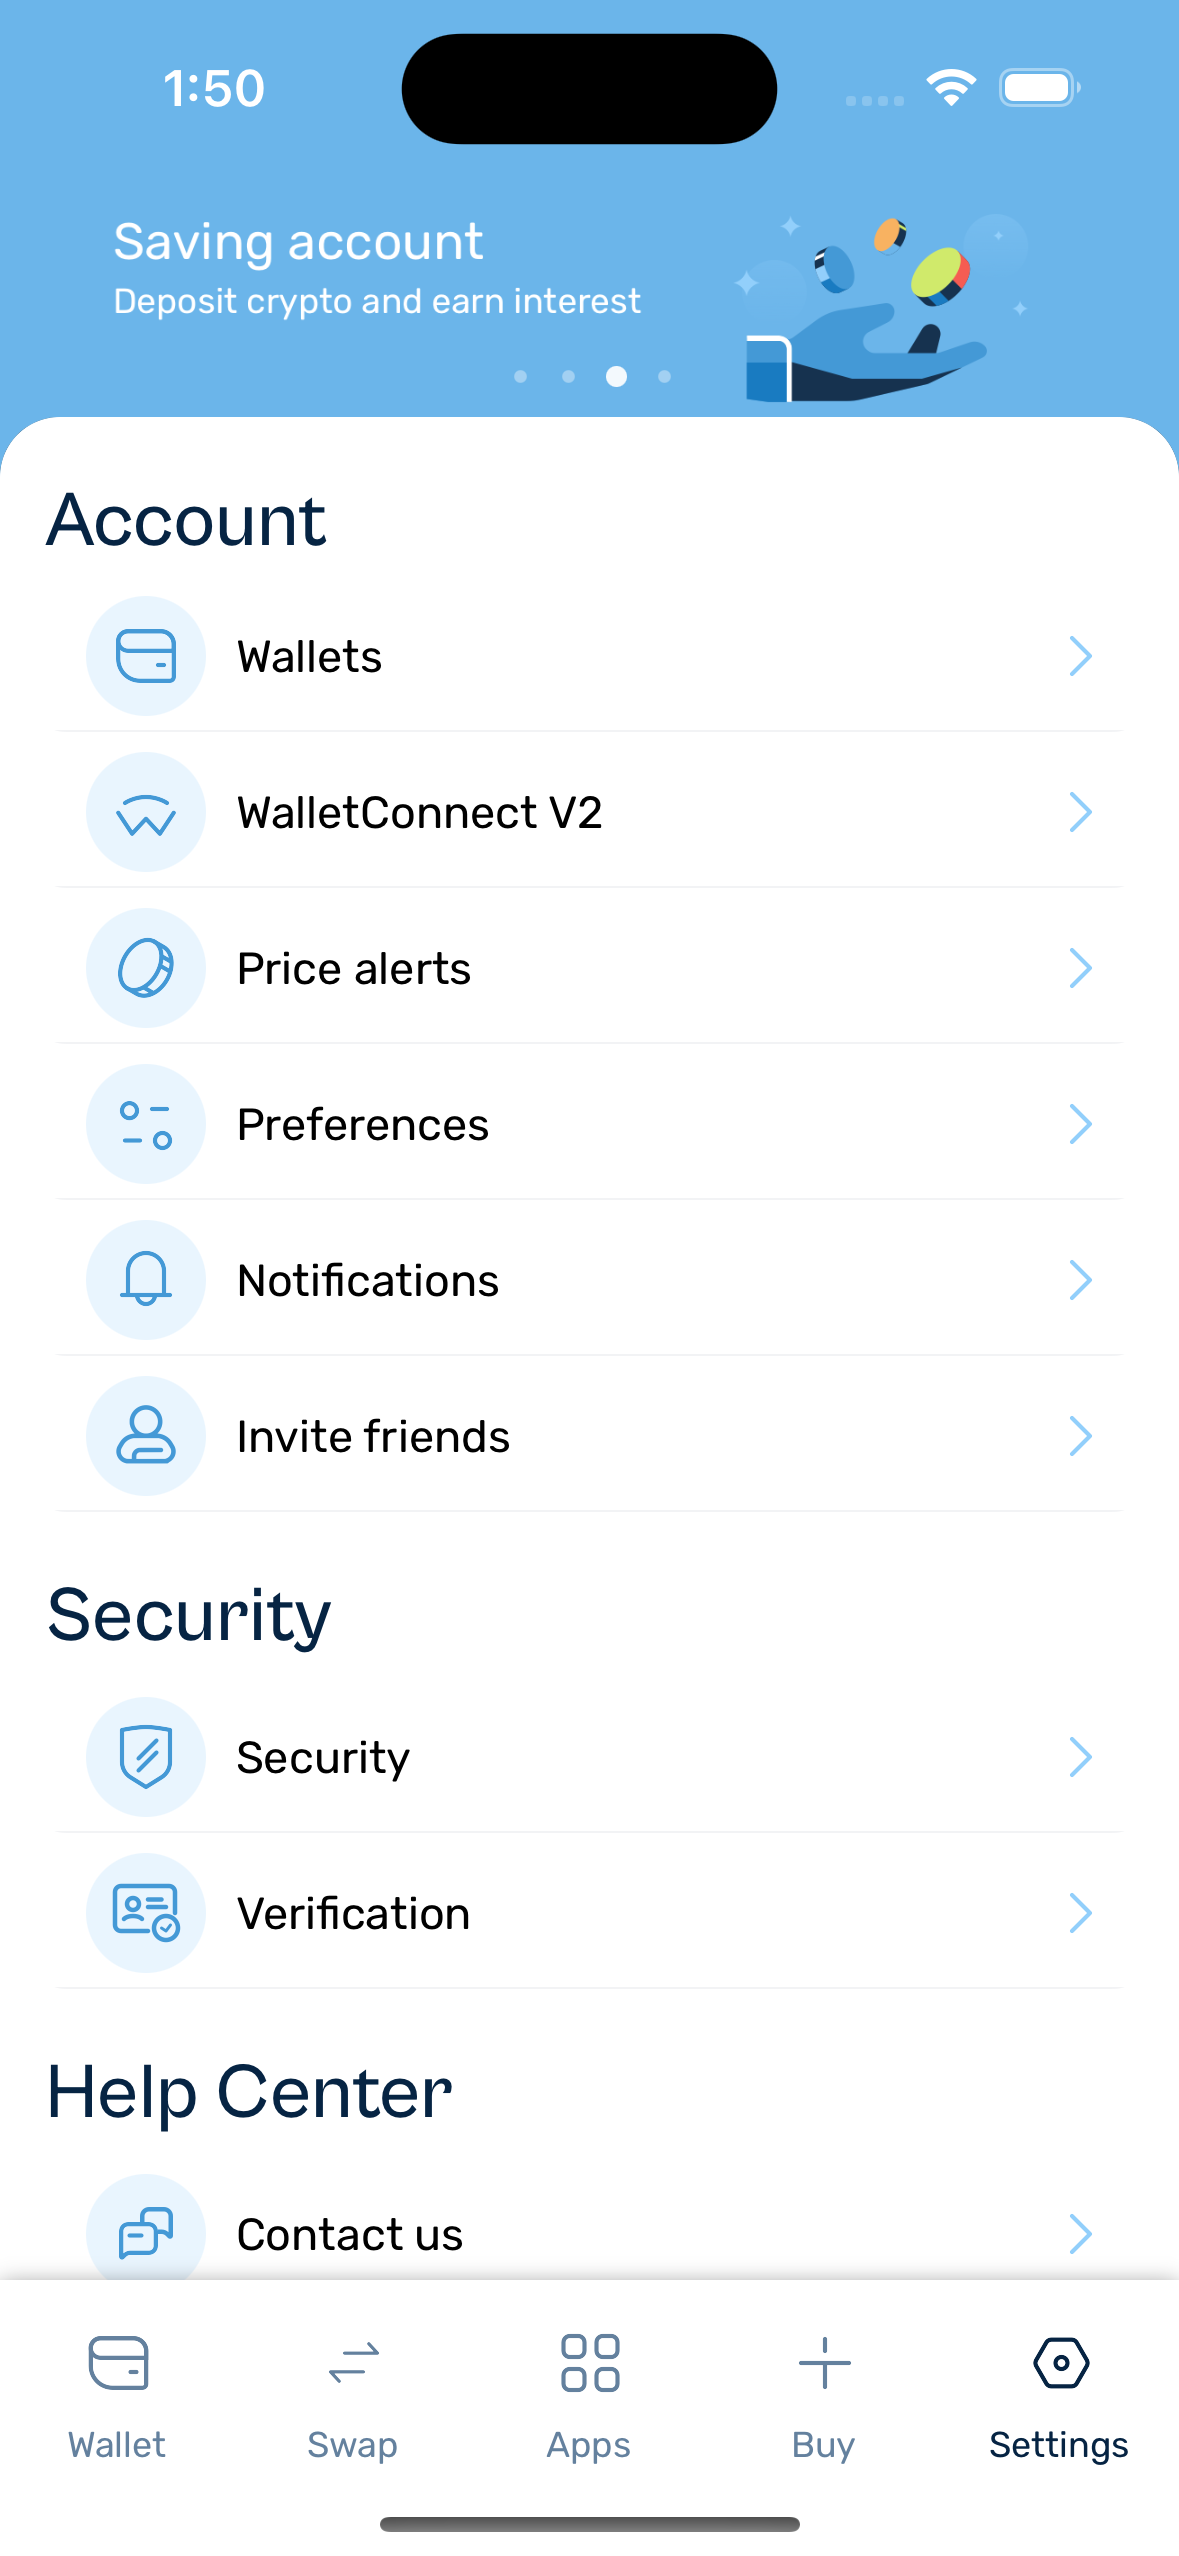 1:50
Saving account
Deposit crypto and earn interest
Account
Wallets
WalletConnect V2
Price alerts
Preferences
Notifications
Invite friends
Security
Security
Verification
Help Center
Contact us
Wallet
Swap
Apps
Buy
Settings